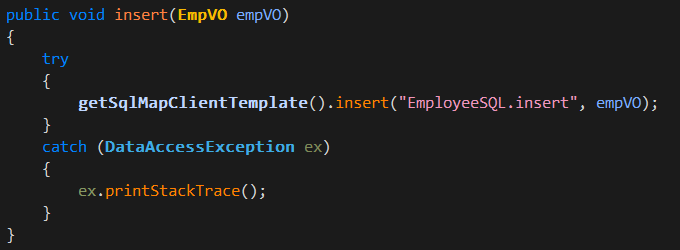 public void insert(EmpVO empVO)
{
    try
    {
        getSqlMapClientTemplate().insert("EmployeeSQL.insert", empVO);
    }
    catch (DataAccessException ex)
    {
        ex.printStackTrace();
    }
}